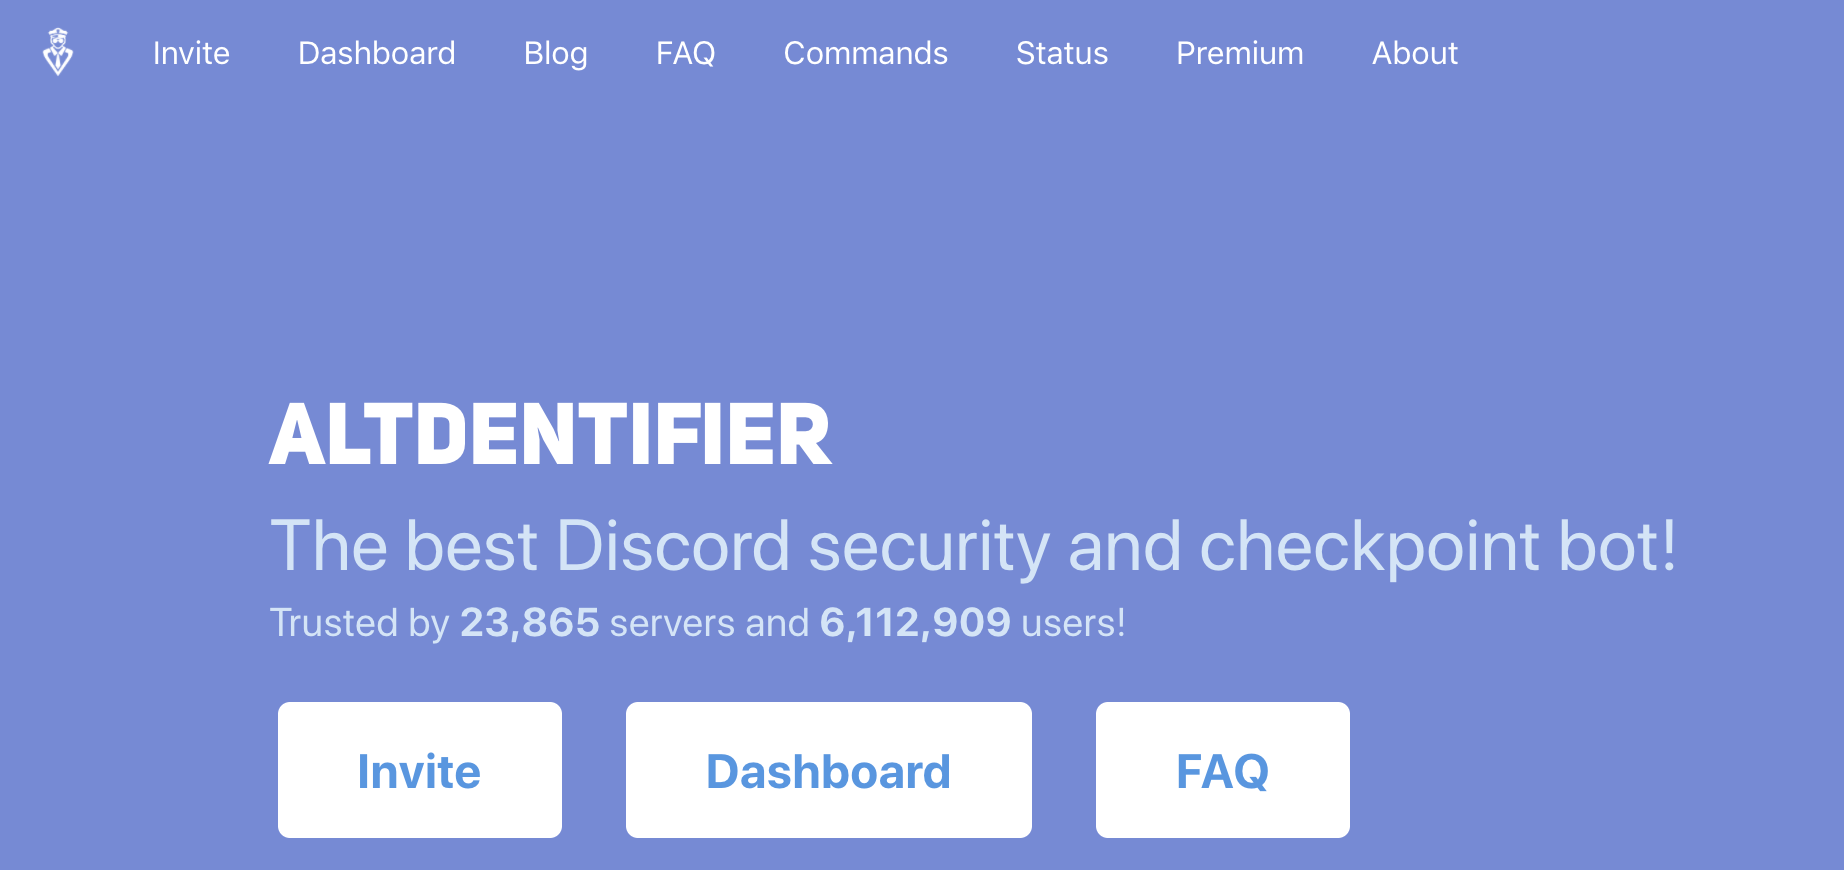 Invite Dashboard Blog FAQ Commands Status Premium About
ALTDENTIFIER
The best Discord security and checkpoint bot!
Trusted by 23,865 servers and 6,112,909 users!
Invite Dashboard FAQ